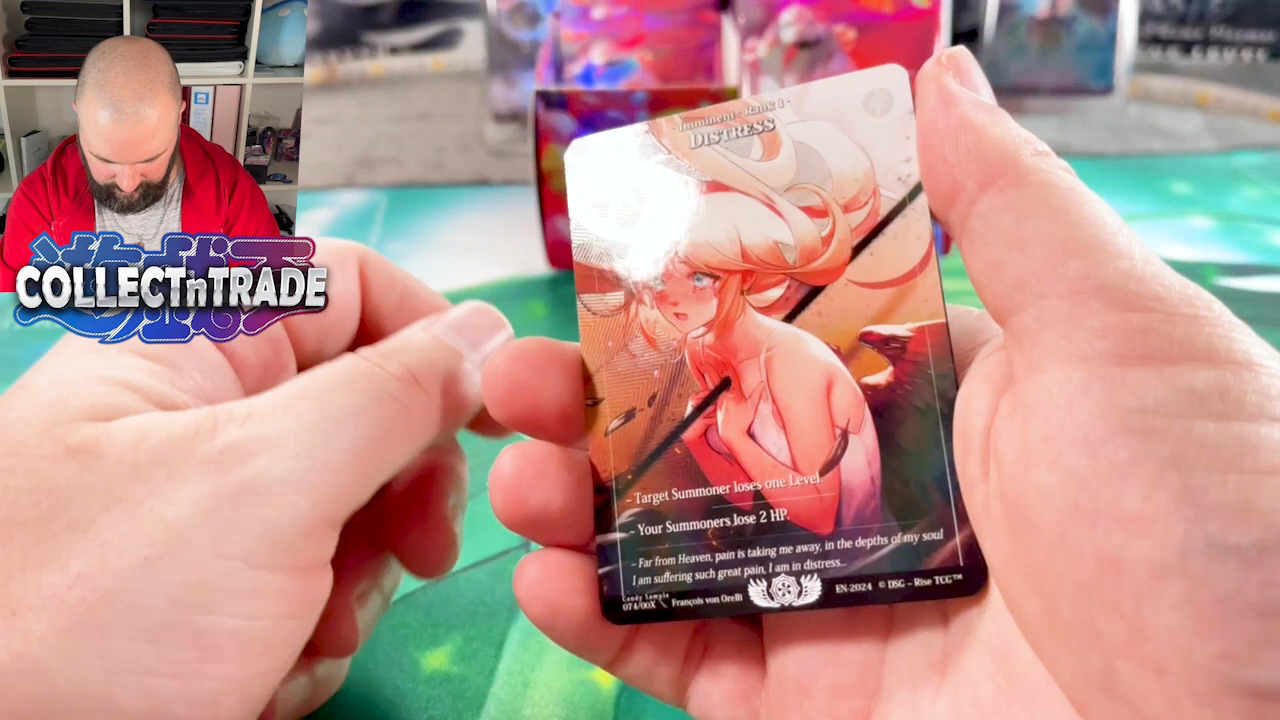 COLLECTnTRADE
Imminent - Rank 1 -
DISTRESS
~ Target Summoner loses one Level.
~ Your Summoners lose 2 HP.
~ Far from Heaven, pain is taking me away, in the depths of my soul
I am suffering such great pain, I am in distress...
Candy Sample
074/00X
François von Orelli
EN-2024 © DSG – Rise TCG™